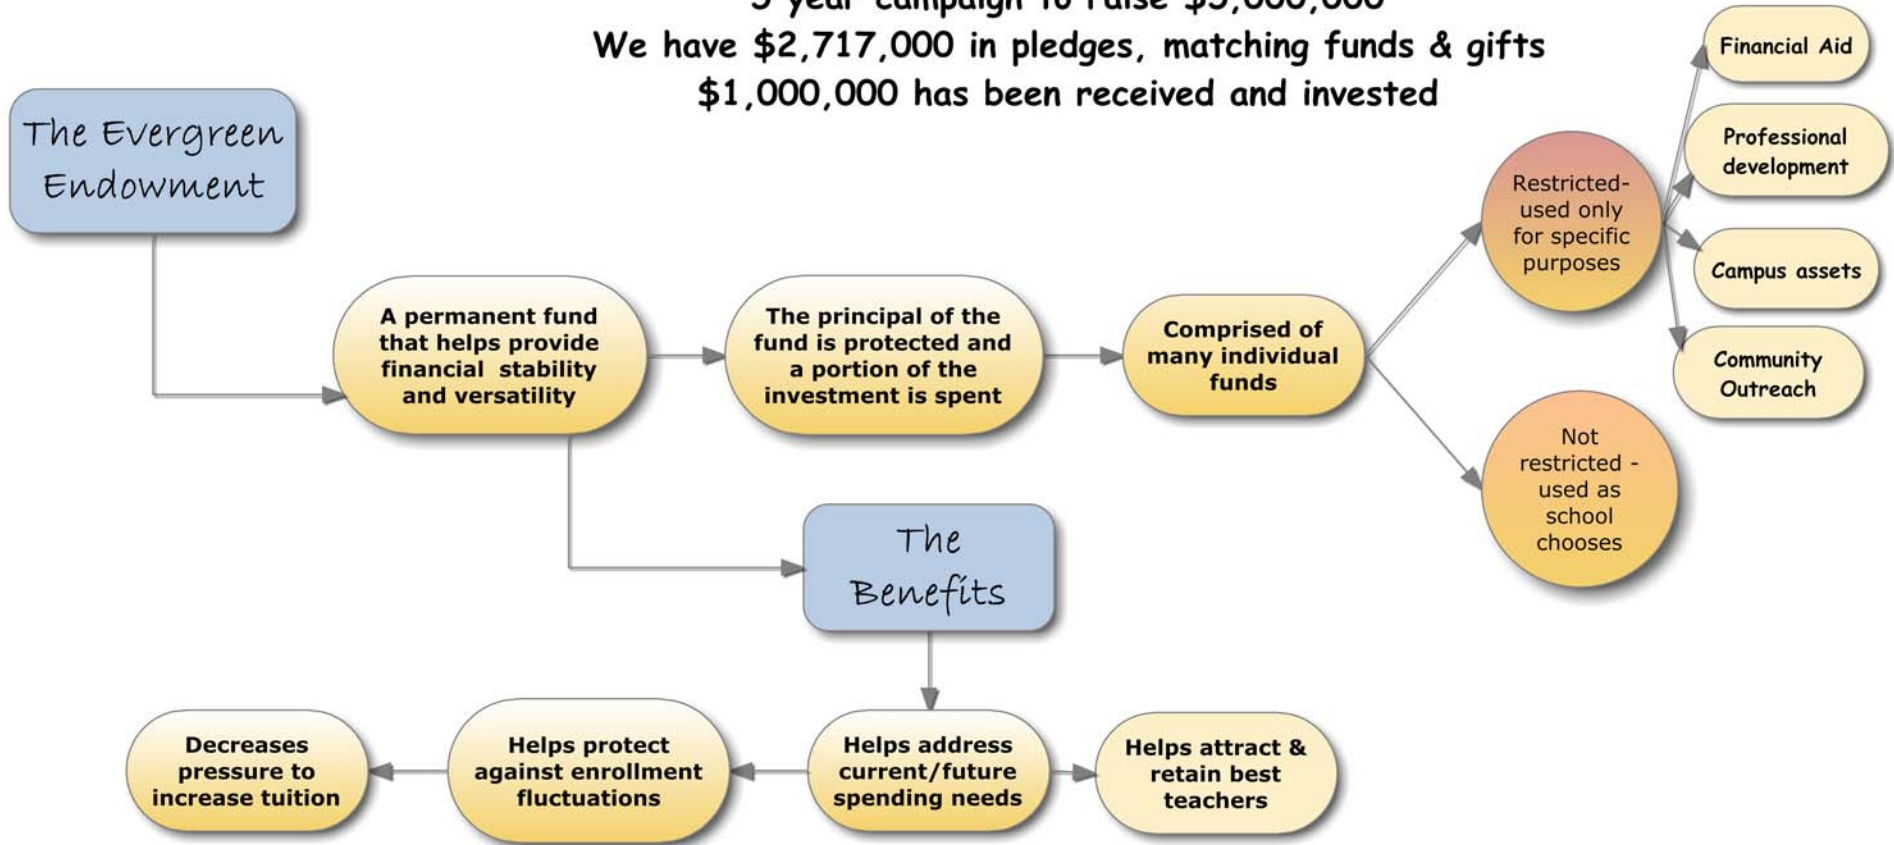 year campaign to raise
We have $2,717,000 in pledges, matching funds & gifts
$1,000,000 has been received and invested
The Evergreen
Endowment
A permanent fund
that helps provide
financial stability
and versatility
The principal of the
fund is protected and
a portion of the
investment is spent
Comprised of
many individual
funds
Restricted-
used only
for specific
purposes
Financial Aid
Professional
development
Campus assets
Community
Outreach
Not
restricted -
used as
school
chooses
The
Benefits
Decreases
pressure to
increase tuition
Helps protect
against enrollment
fluctuations
Helps address
current/future
spending needs
Helps attract &
retain best
teachers